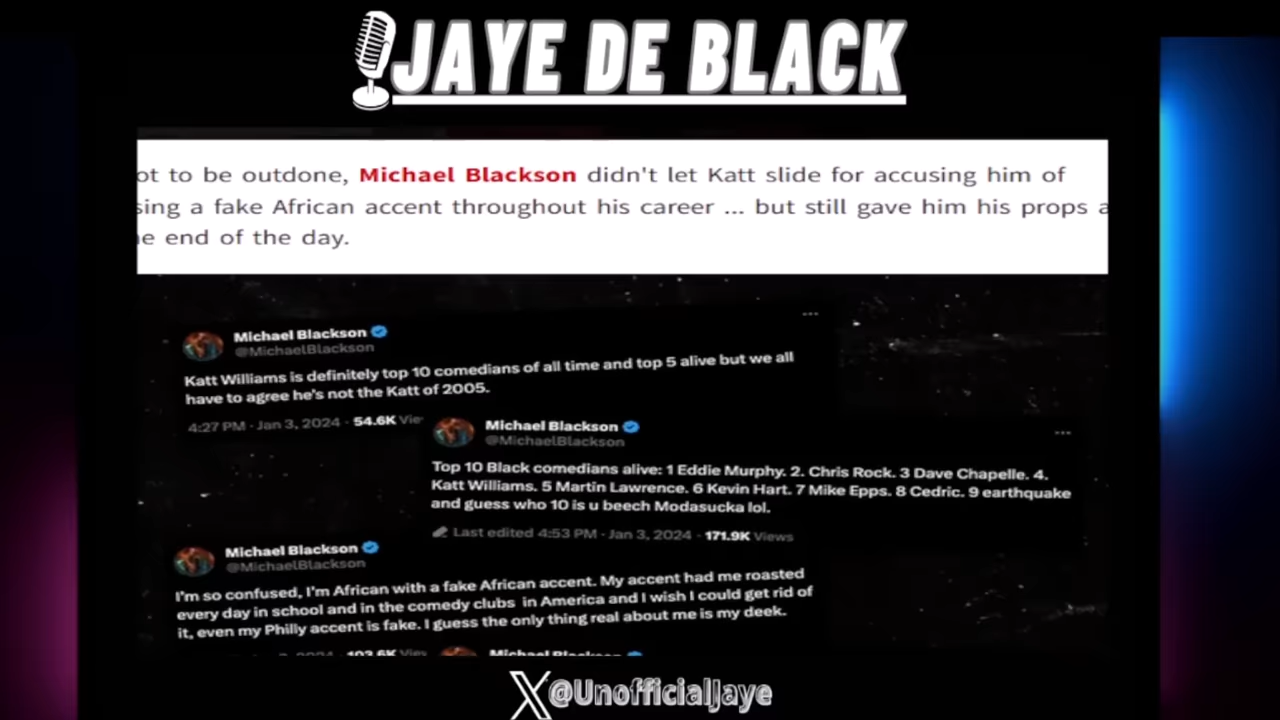 JAYE DE BLACK
ot to be outdone, Michael Blackson didn't let Katt slide for accusing him of
sing a fake African accent throughout his career ... but still gave him his props a
e end of the day.
Michael Blackson
@MichaelBlackson
Katt Williams is definitely top 10 comedians of all time and top 5 alive but we all
have to agree he's not the Katt of 2005.
4:27 PM · Jan 3, 2024 · 54.6K Vie
Michael Blackson
@MichaelBlackson
Top 10 Black comedians alive: 1 Eddie Murphy. 2. Chris Rock. 3 Dave Chapelle. 4.
Katt Williams. 5 Martin Lawrence. 6 Kevin Hart. 7 Mike Epps. 8 Cedric. 9 earthquake
and guess who 10 is u beech Modasucka lol.
Last edited 4:53 PM · Jan 3, 2024 · 171.9K Views
Michael Blackson
@MichaelBlackson
I'm so confused, I'm African with a fake African accent. My accent had me roasted
every day in school and in the comedy clubs in America and I wish I could get rid of
it, even my Philly accent is fake. I guess the only thing real about me is my deek.
2024 · 103.6K View
Michael Blackson
X@UnofficialJaye